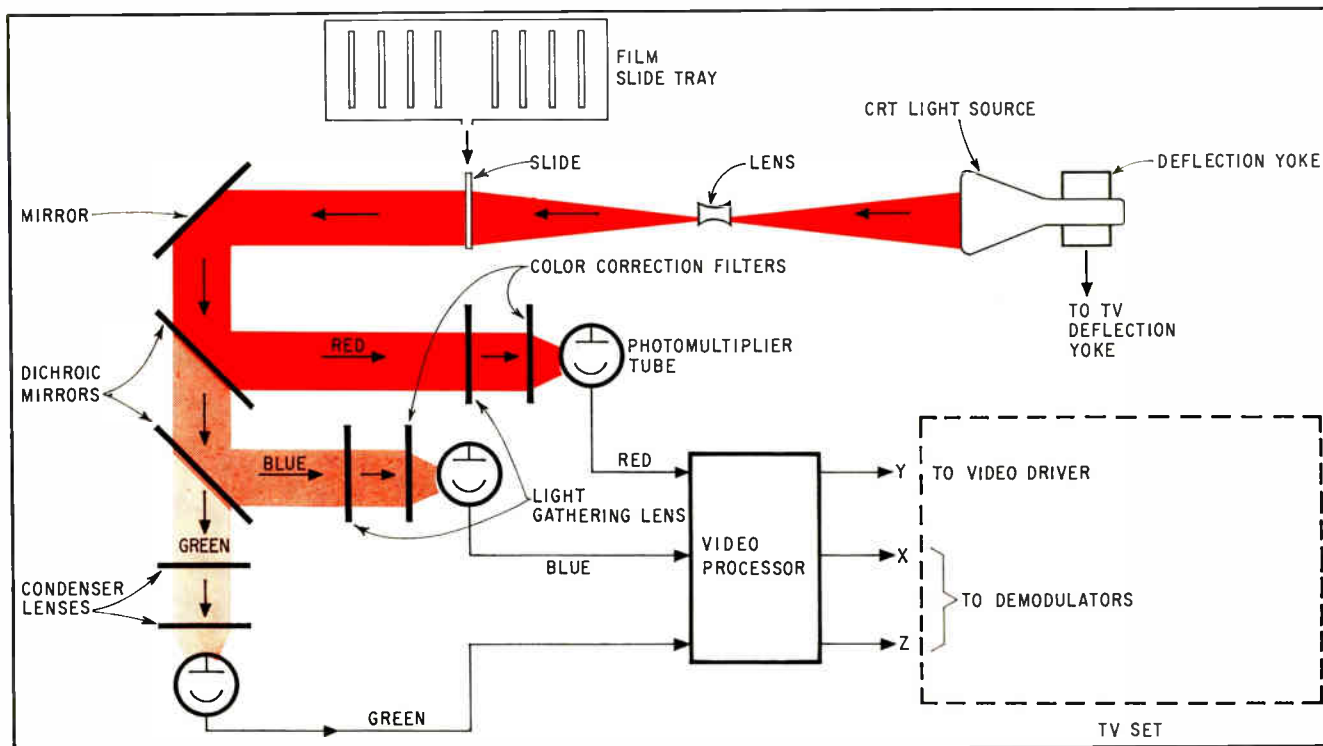 FILM
SLIDE TRAY
CRT LIGHT SOURCE
SLIDE
LENS
DEFLECTION YOKE
MIRROR
COLOR CORRECTION FILTERS
TO TV
DEFLECTION
YOKE
RED
PHOTOMULTIPLIER
TUBE
DICHROIC
MIRRORS
BLUE
RED
Y
TO VIDEO DRIVER
LIGHT
GATHERING LENS
GREEN
VIDEO
PROCESSOR
BLUE
X
CONDENSER
LENSES
TO DEMODULATORS
Z
GREEN
TV SET